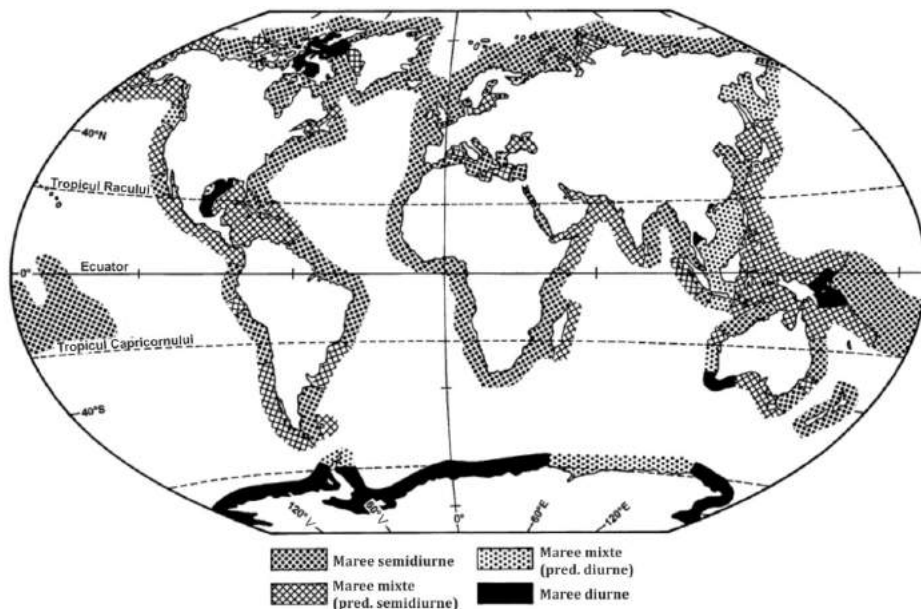 40°N
Tropicul Racului
0°
Ecuator
Tropicul Capricornului
40°S
120° V
60° V
0°
60°E
120°E
Maree semidiurne
Maree mixte
(pred. semidiurne)
Maree mixte
(pred. diurne)
Maree diurne